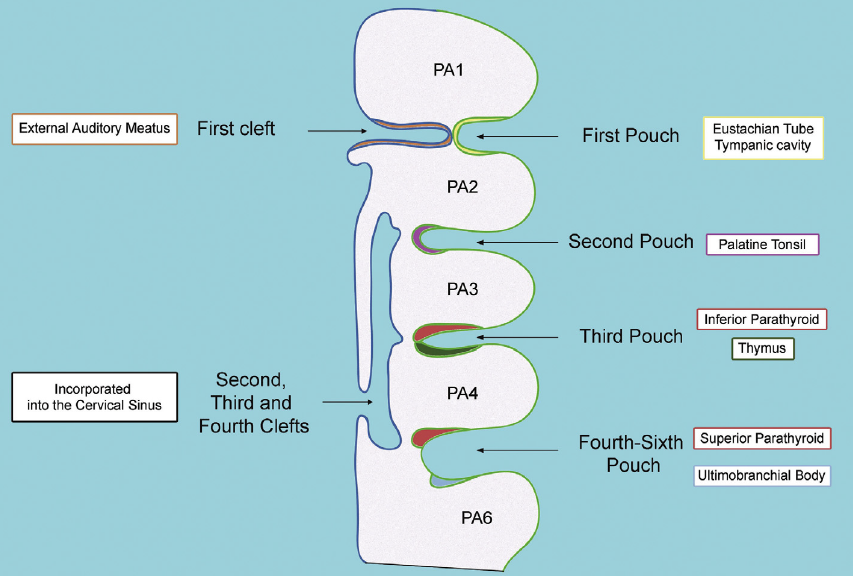 PA1
External Auditory Meatus
First cleft
First Pouch
Eustachian Tube
Tympanic cavity
PA2
Second Pouch
Palatine Tonsil
PA3
Third Pouch
Inferior Parathyroid
Thymus
PA4
Incorporated
into the Cervical Sinus
Second,
Third and
Fourth Clefts
Fourth-Sixth
Pouch
Superior Parathyroid
Ultimobranchial Body
PA6